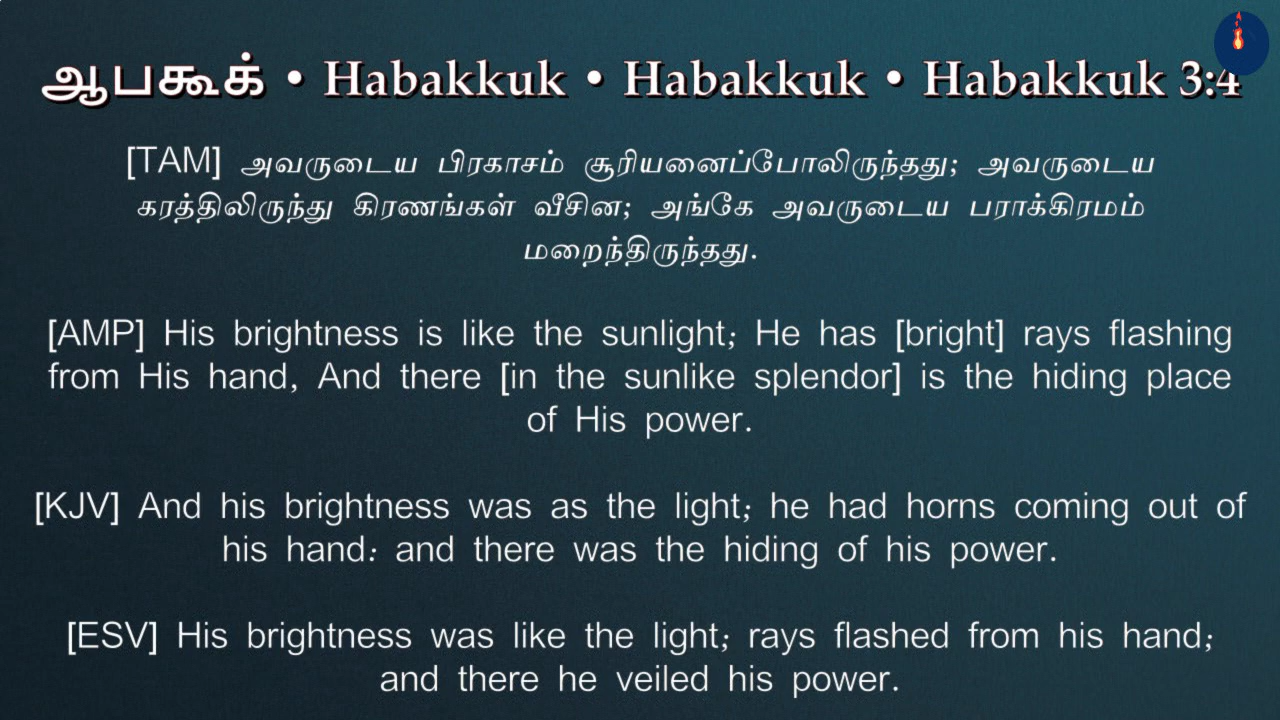 ஆபகூக் • Habakkuk • Habakkuk • Habakkuk 3:4
[TAM] அவருடைய பிரகாசம் சூரியனைப்போலிருந்தது; அவருடைய
கரத்திலிருந்து கிரணங்கள் வீசின; அங்கே அவருடைய பராக்கிரமம்
மறைந்திருந்தது.
[AMP] His brightness is like the sunlight; He has [bright] rays flashing
from His hand, And there [in the sunlike splendor] is the hiding place
of His power.
[KJV] And his brightness was as the light; he had horns coming out of
his hand: and there was the hiding of his power.
[ESV] His brightness was like the light; rays flashed from his hand;
and there he veiled his power.